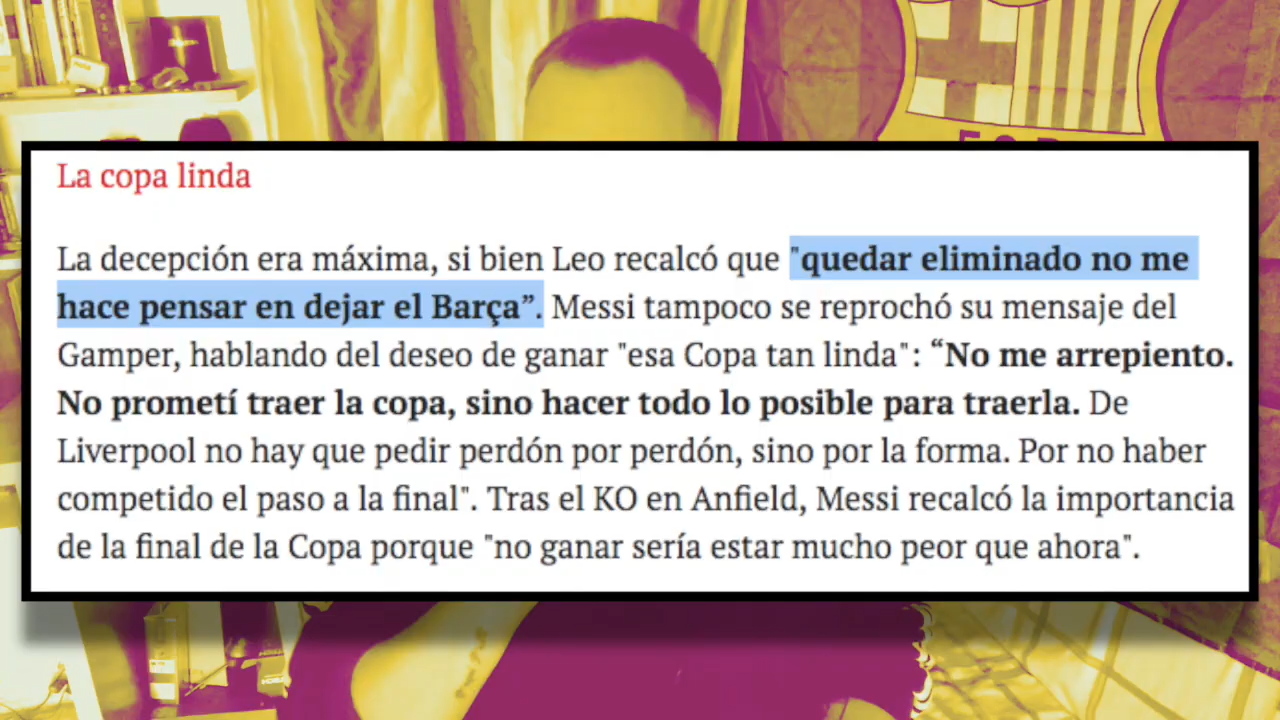 La copa linda
La decepción era máxima, si bien Leo recalcó que "quedar eliminado no me
hace pensar en dejar el Barça”. Messi tampoco se reprochó su mensaje del
Gamper, hablando del deseo de ganar "esa Copa tan linda": “No me arrepiento.
No prometí traer la copa, sino hacer todo lo posible para traerla. De
Liverpool no hay que pedir perdón por perdón, sino por la forma. Por no haber
competido el paso a la final". Tras el KO en Anfield, Messi recalcó la importancia
de la final de la Copa porque "no ganar sería estar mucho peor que ahora".